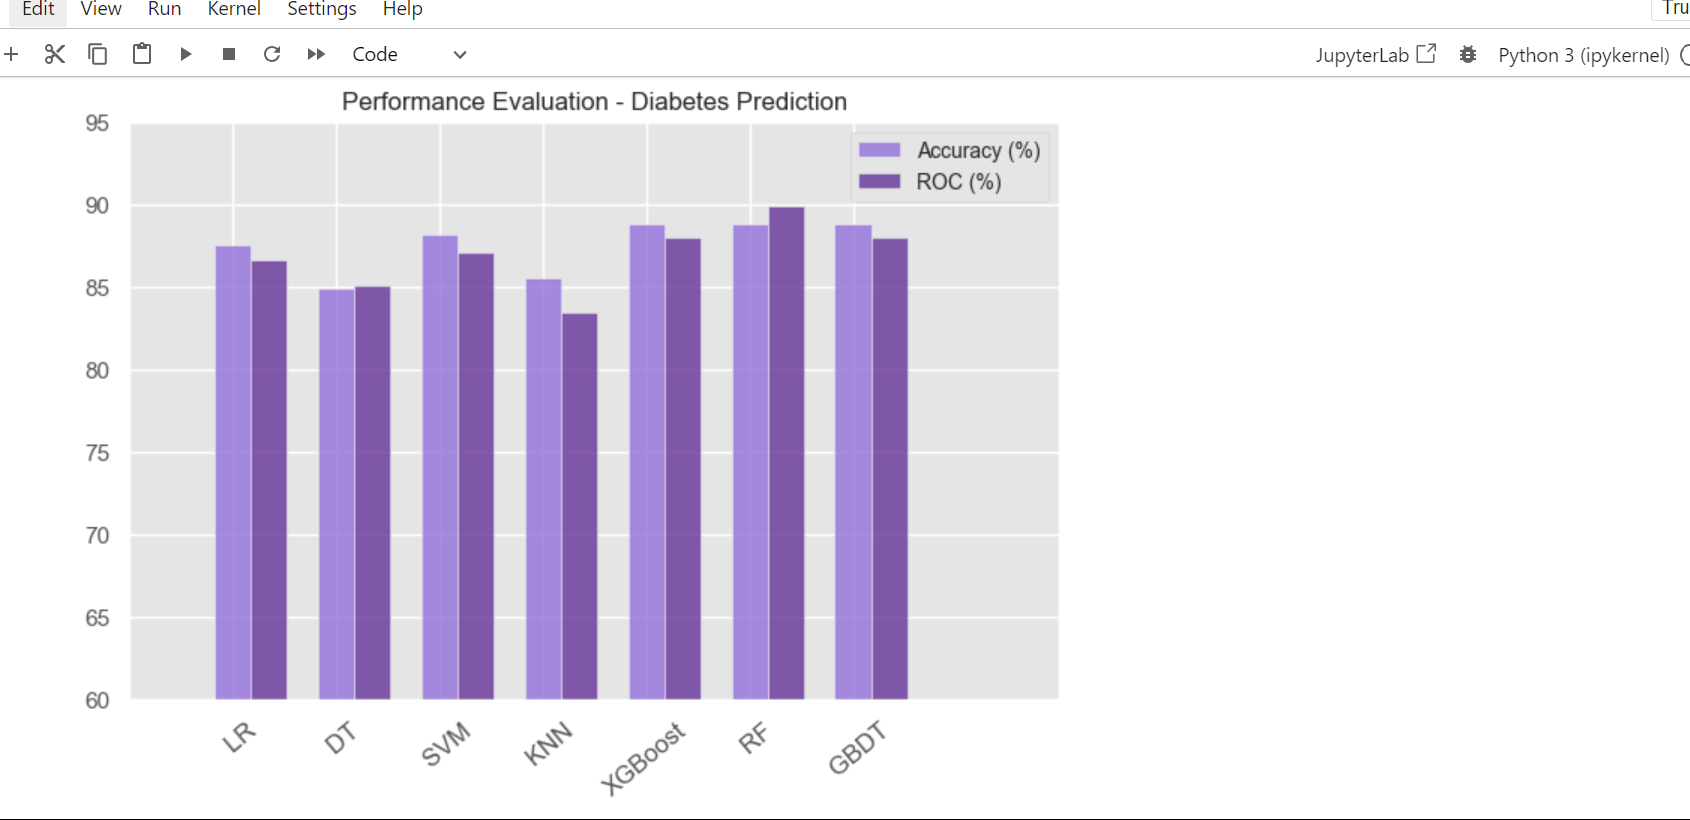 Edit View Run Kernel Settings Help
Code
JupyterLab
Python 3 (ipykernel)
Performance Evaluation - Diabetes Prediction
Accuracy (%)
ROC (%)
95
90
85
80
75
70
65
60
LR
DT
SVM
KNN
XGBoost
RF
GBDT